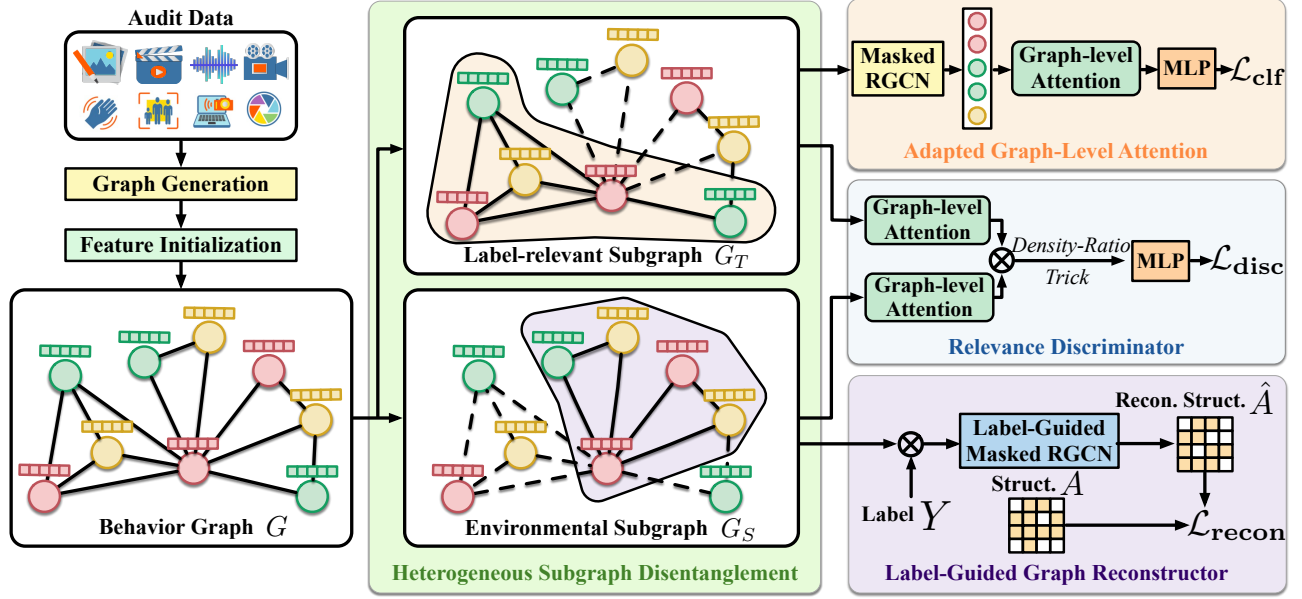 Audit Data
Graph Generation
Feature Initialization
Behavior Graph G
Label-relevant Subgraph G_T
Environmental Subgraph G_S
Heterogeneous Subgraph Disentanglement
Masked
RGCN
Graph-level
Attention
MLP
ℒ_clf
Adapted Graph-Level Attention
Graph-level
Attention
Graph-level
Attention
Density-Ratio
Trick
MLP
ℒ_disc
Relevance Discriminator
Label Y
Label-Guided
Masked RGCN
Recon. Struct. Â
Struct. A
ℒ_recon
Label-Guided Graph Reconstructor